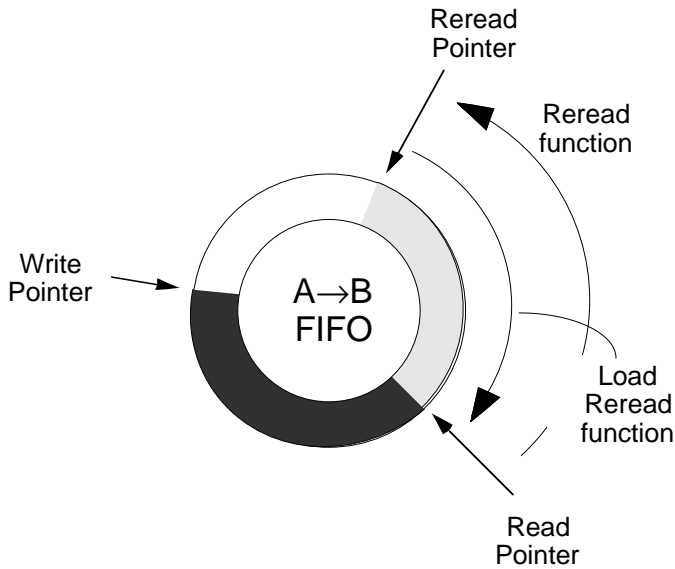 Reread
Pointer
Reread
function
Write
Pointer
A→B
FIFO
Load
Reread
function
Read
Pointer